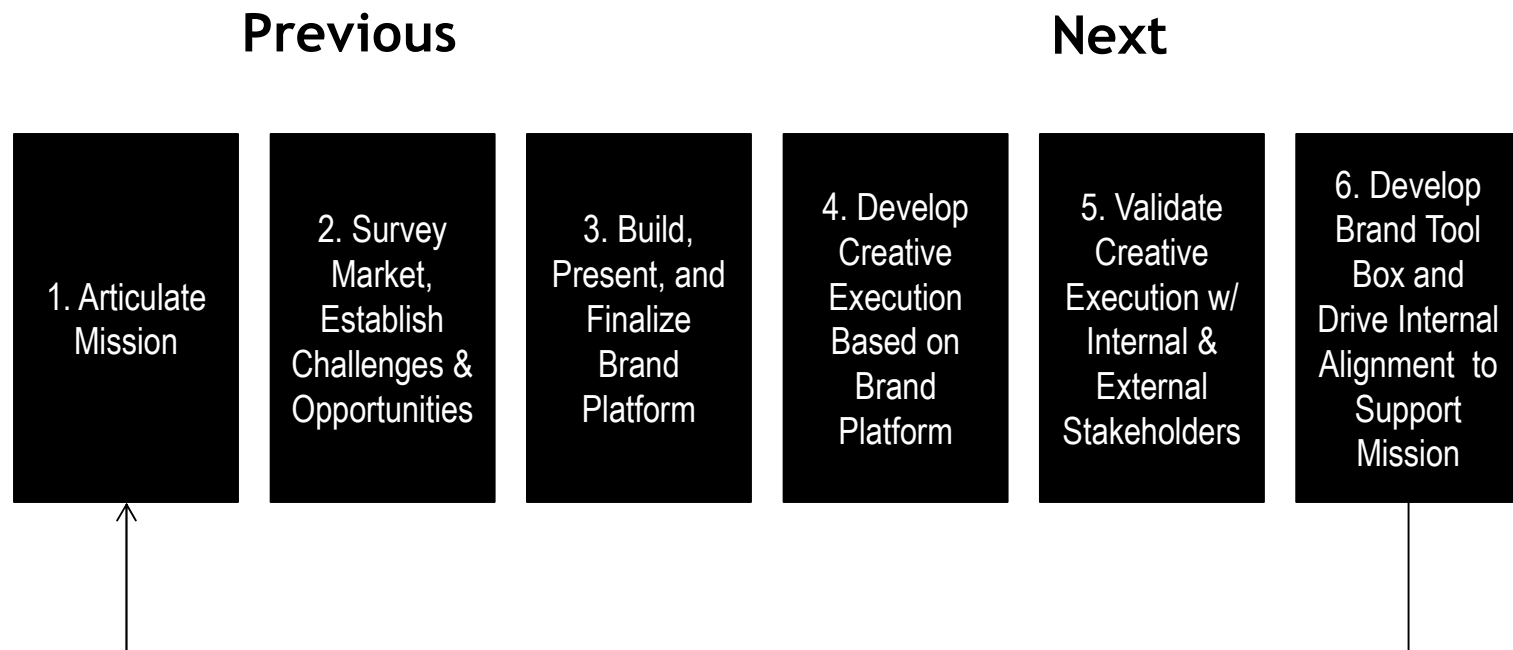 Previous
Next
1. Articulate
Mission
2. Survey
Market,
Establish
Challenges &
Opportunities
3. Build,
Present, and
Finalize
Brand
Platform
4. Develop
Creative
Execution
Based on
Brand
Platform
5. Validate
Creative
Execution w/
Internal &
External
Stakeholders
6. Develop
Brand Tool
Box and
Drive Internal
Alignment  to
Support
Mission